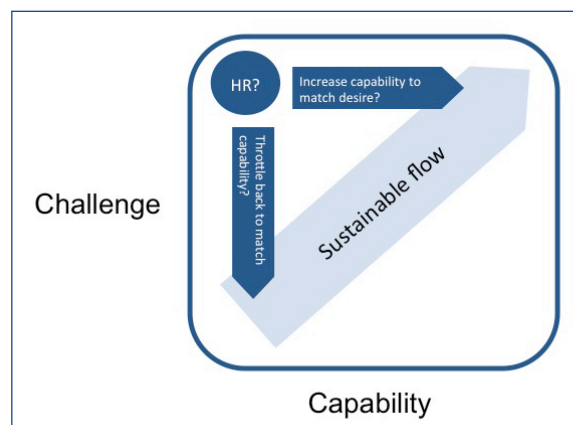 HR?
Increase capability to
match desire?
Throttle back to match
capability?
Sustainable flow
Challenge
Capability